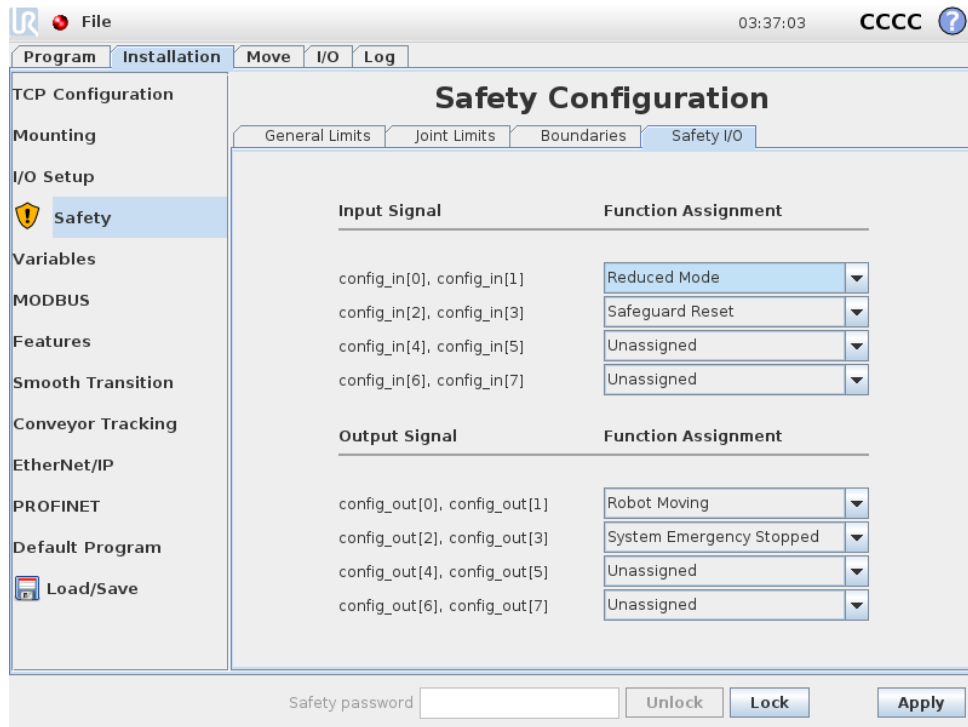 UR File 03:37:03 CCCC ?
Program Installation Move I/O Log
TCP Configuration
Mounting
I/O Setup
Safety
Variables
MODBUS
Features
Smooth Transition
Conveyor Tracking
EtherNet/IP
PROFINET
Default Program
Load/Save
Safety Configuration
General Limits Joint Limits Boundaries Safety I/O
Input Signal Function Assignment
config_in[0], config_in[1] Reduced Mode
config_in[2], config_in[3] Safeguard Reset
config_in[4], config_in[5] Unassigned
config_in[6], config_in[7] Unassigned
Output Signal Function Assignment
config_out[0], config_out[1] Robot Moving
config_out[2], config_out[3] System Emergency Stopped
config_out[4], config_out[5] Unassigned
config_out[6], config_out[7] Unassigned
Safety password Unlock Lock Apply